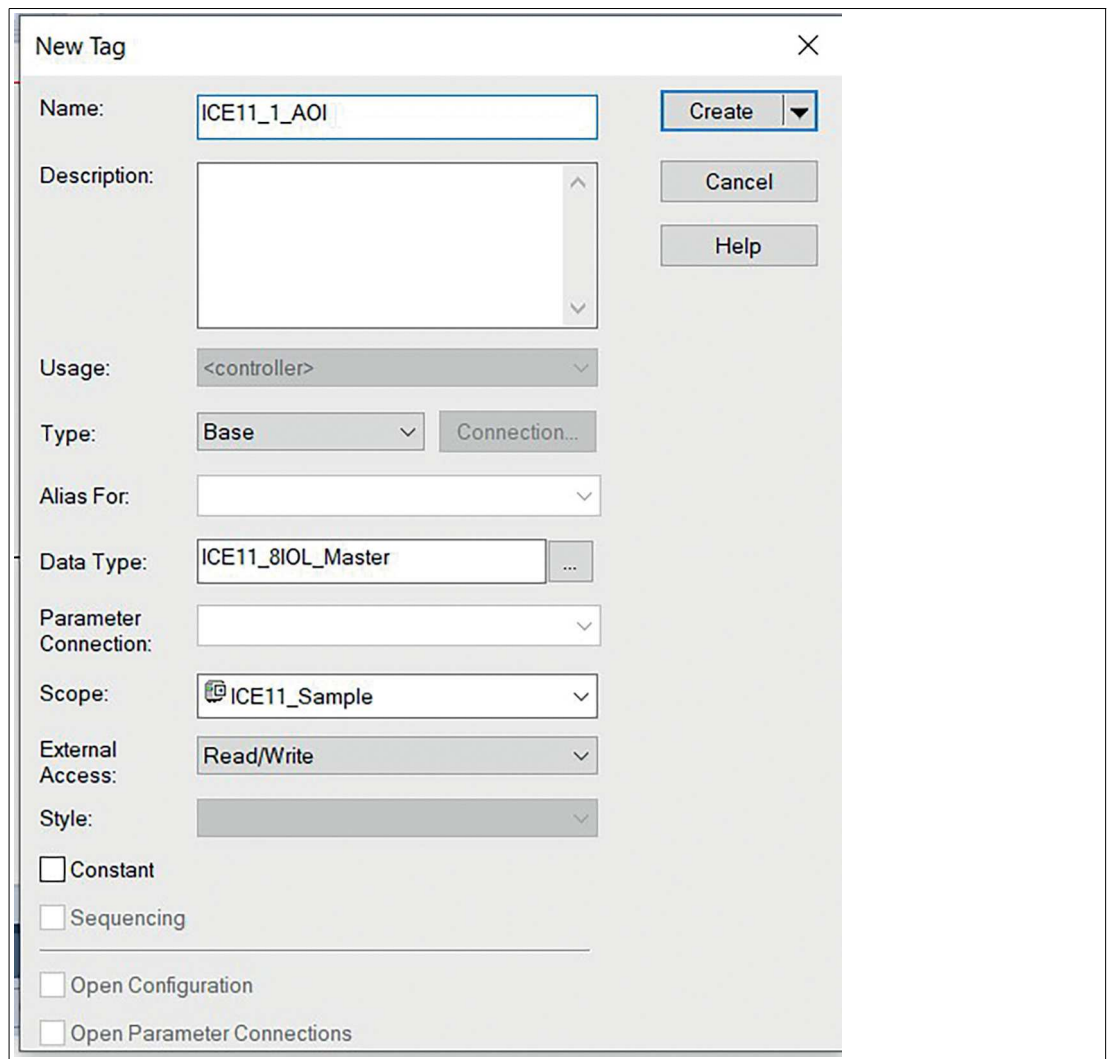 New Tag
Name:
ICE11_1_AOI
Create
Description:
Cancel
Help
Usage:
<controller>
Type:
Base
Connection...
Alias For:
Data Type:
ICE11_8IOL_Master
...
Parameter
Connection:
Scope:
ICE11_Sample
External
Access:
Read/Write
Style:
Constant
Sequencing
Open Configuration
Open Parameter Connections